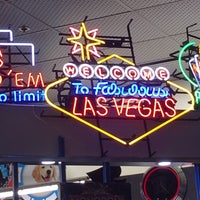 WELCOME
To Fabulous
LAS VEGAS
D'EM
o limit